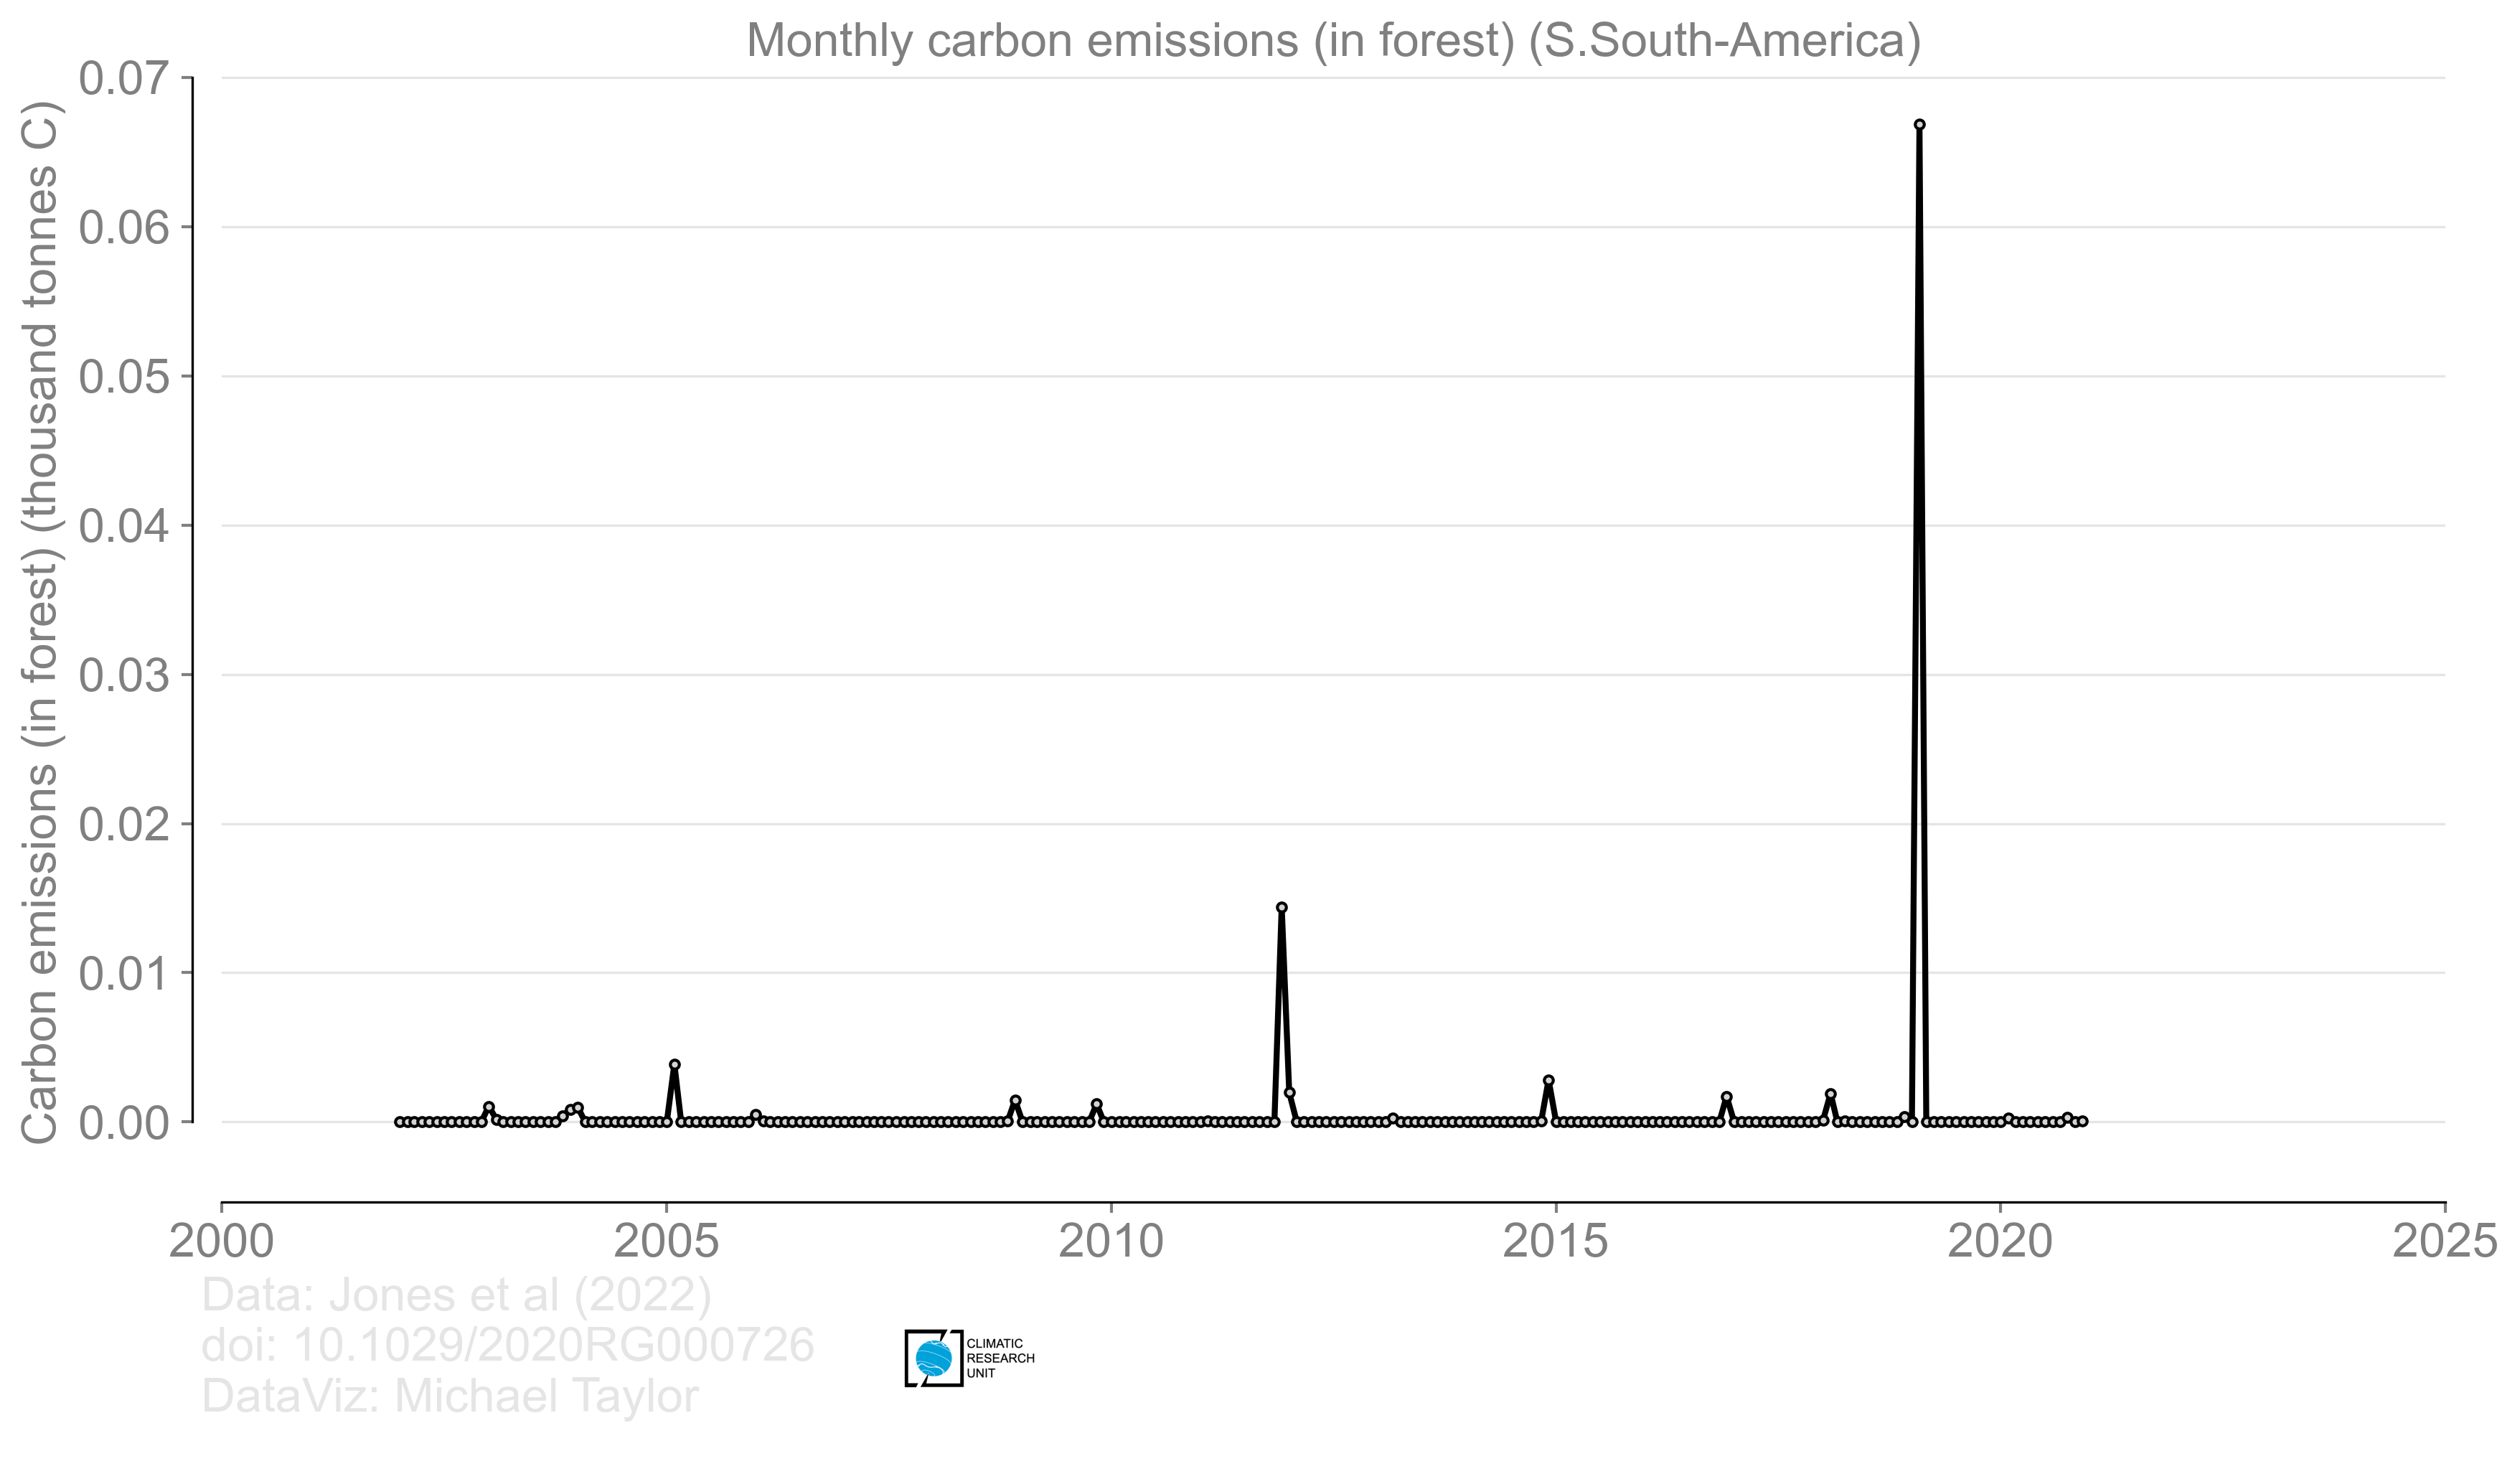 Monthly carbon emissions (in forest) (S.South-America)
Carbon emissions (in forest) (thousand tonnes C)
0.07
0.06
0.05
0.04
0.03
0.02
0.01
0.00
2000 2005 2010 2015 2020 2025
Data: Jones et al (2022)
doi: 10.1029/2020RG000726
DataViz: Michael Taylor
CLIMATIC
RESEARCH
UNIT